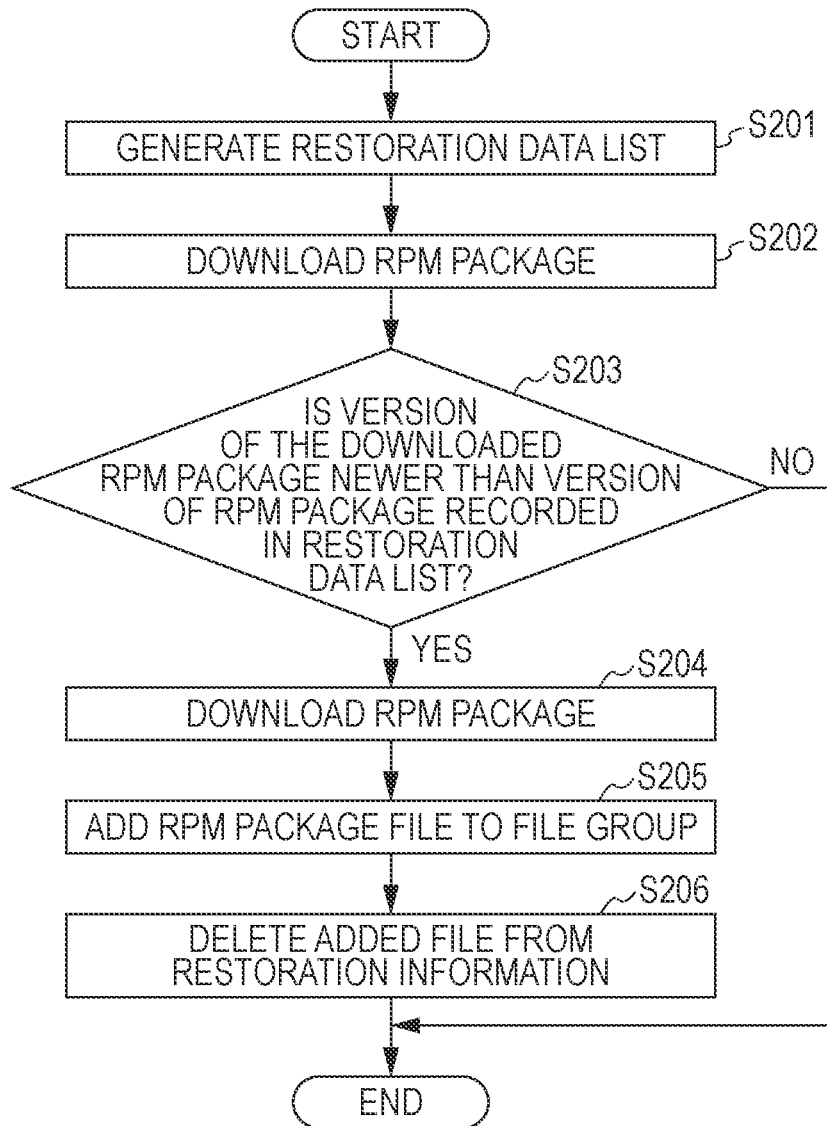 START
GENERATE RESTORATION DATA LIST
S201
DOWNLOAD RPM PACKAGE
S202
S203
IS VERSION
OF THE DOWNLOADED
RPM PACKAGE NEWER THAN VERSION
OF RPM PACKAGE RECORDED
IN RESTORATION
DATA LIST?
NO
YES
S204
DOWNLOAD RPM PACKAGE
S205
ADD RPM PACKAGE FILE TO FILE GROUP
S206
DELETE ADDED FILE FROM
RESTORATION INFORMATION
END